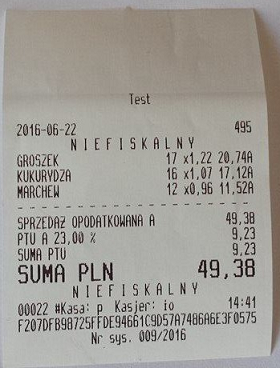 Test
2016-06-22 495
NIEFISKALNY
GROSZEK 17 x1,22 20,74A
KUKURYDZA 16 x1,07 17,12A
MARCHEW 12 x0,96 11,52A
SPRZEDAŻ OPODATKOWANA A 49,38
PTU A 23,00 % 9,23
SUMA PTU 9,23
SUMA PLN 49,38
NIEFISKALNY
00022 #Kasa: p Kasjer: io 14:41
F207DFB98725FFDE94661C9D57A74B6A6E3F0575
Nr sys. 009/2016